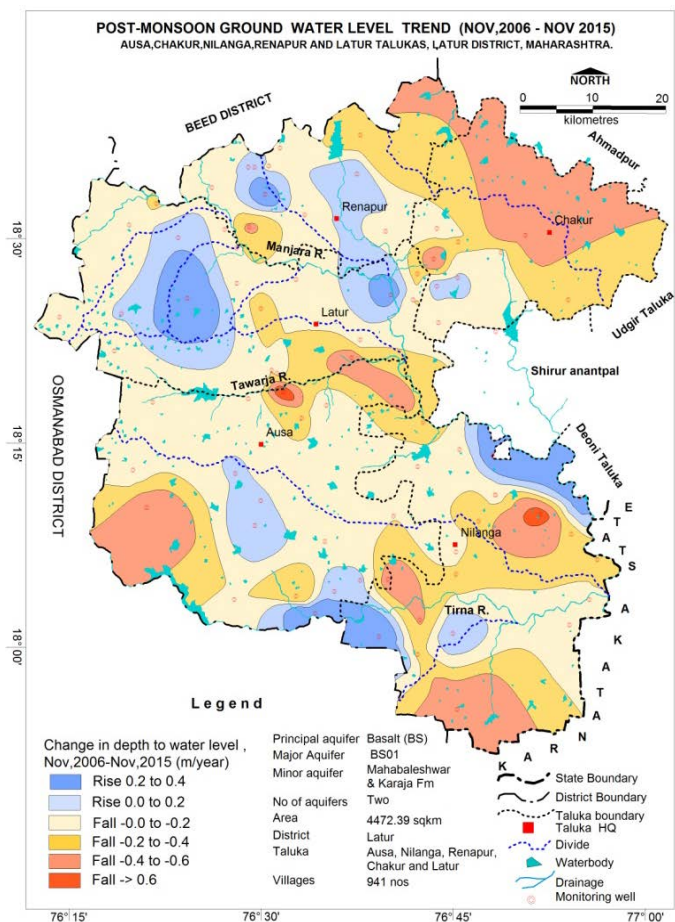 POST-MONSOON GROUND WATER LEVEL TREND (NOV,2006 - NOV 2015)
AUSA,CHAKUR,NILANGA,RENAPUR AND LATUR TALUKAS, LATUR DISTRICT, MAHARASHTRA.
NORTH
0 10 20
kilometres
BEED DISTRICT
Ahmadpur
Renapur
Chakur
18° 30
Manjara R.
Udgir Taluka
Latur
Shirur anantpal
Tawarja R.
OSMANABAD DISTRICT
Ausa
18° 15
Deoni Taluka
Nilanga
Tirna R.
18° 00
KARNATAKA STATE
Legend
Change in depth to water level ,
Nov,2006-Nov,2015 (m/year)
Rise 0.2 to 0.4
Rise 0.0 to 0.2
Fall -0.0 to -0.2
Fall -0.2 to -0.4
Fall -0.4 to -0.6
Fall -> 0.6
Principal aquifer Basalt (BS)
Major Aquifer BS01
Minor aquifer Mahabaleshwar
& Karaja Fm
No of aquifers Two
Area 4472.39 sqkm
District Latur
Taluka Ausa, Nilanga, Renapur,
Chakur and Latur
Villages 941 nos
State Boundary
District Boundary
Taluka boundary
Taluka HQ
Divide
Waterbody
Drainage
Monitoring well
76° 15 76° 30 76° 45 77° 00